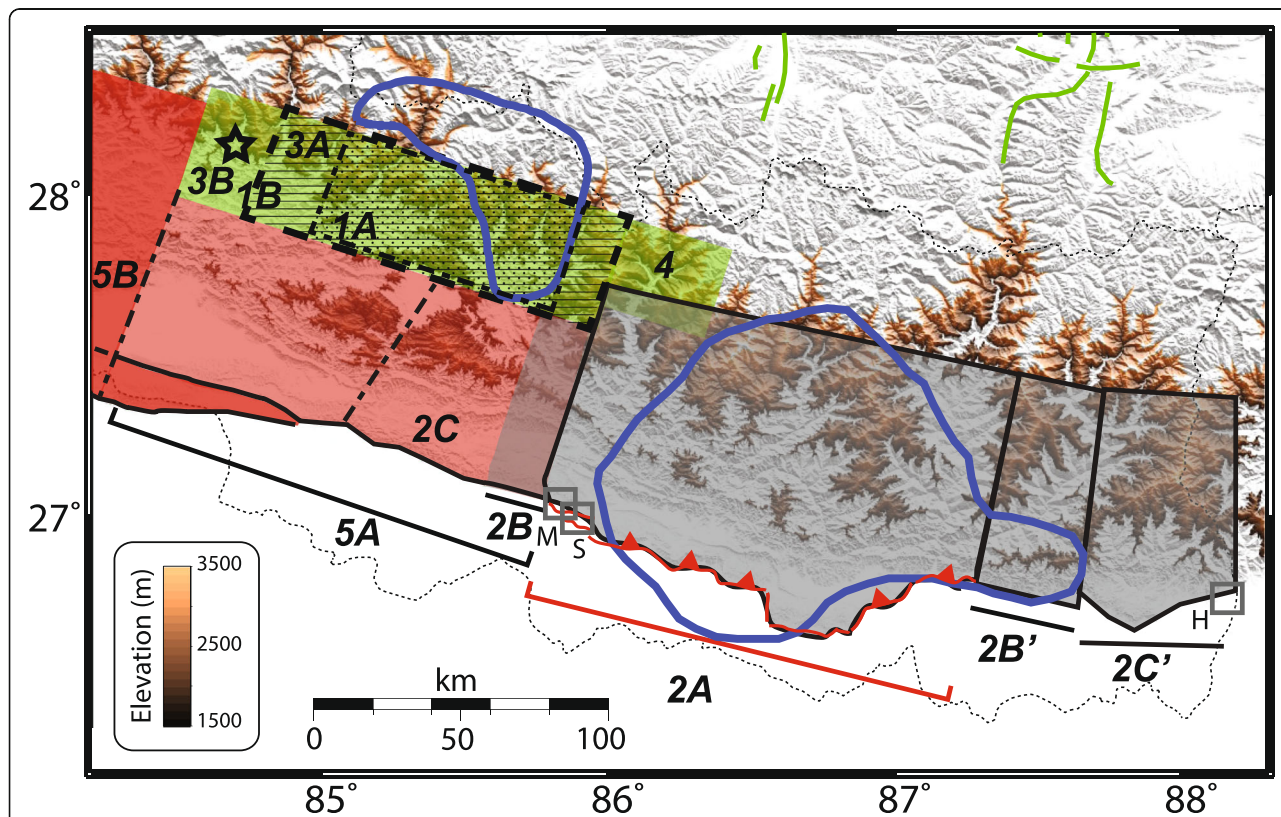 3A
28˚
3B
1B
1A
4
5B
2C
27˚
5A
2B
M
S
H
2B’
2C’
2A
Elevation (m)
3500
2500
1500
km
0
50
100
85˚
86˚
87˚
88˚